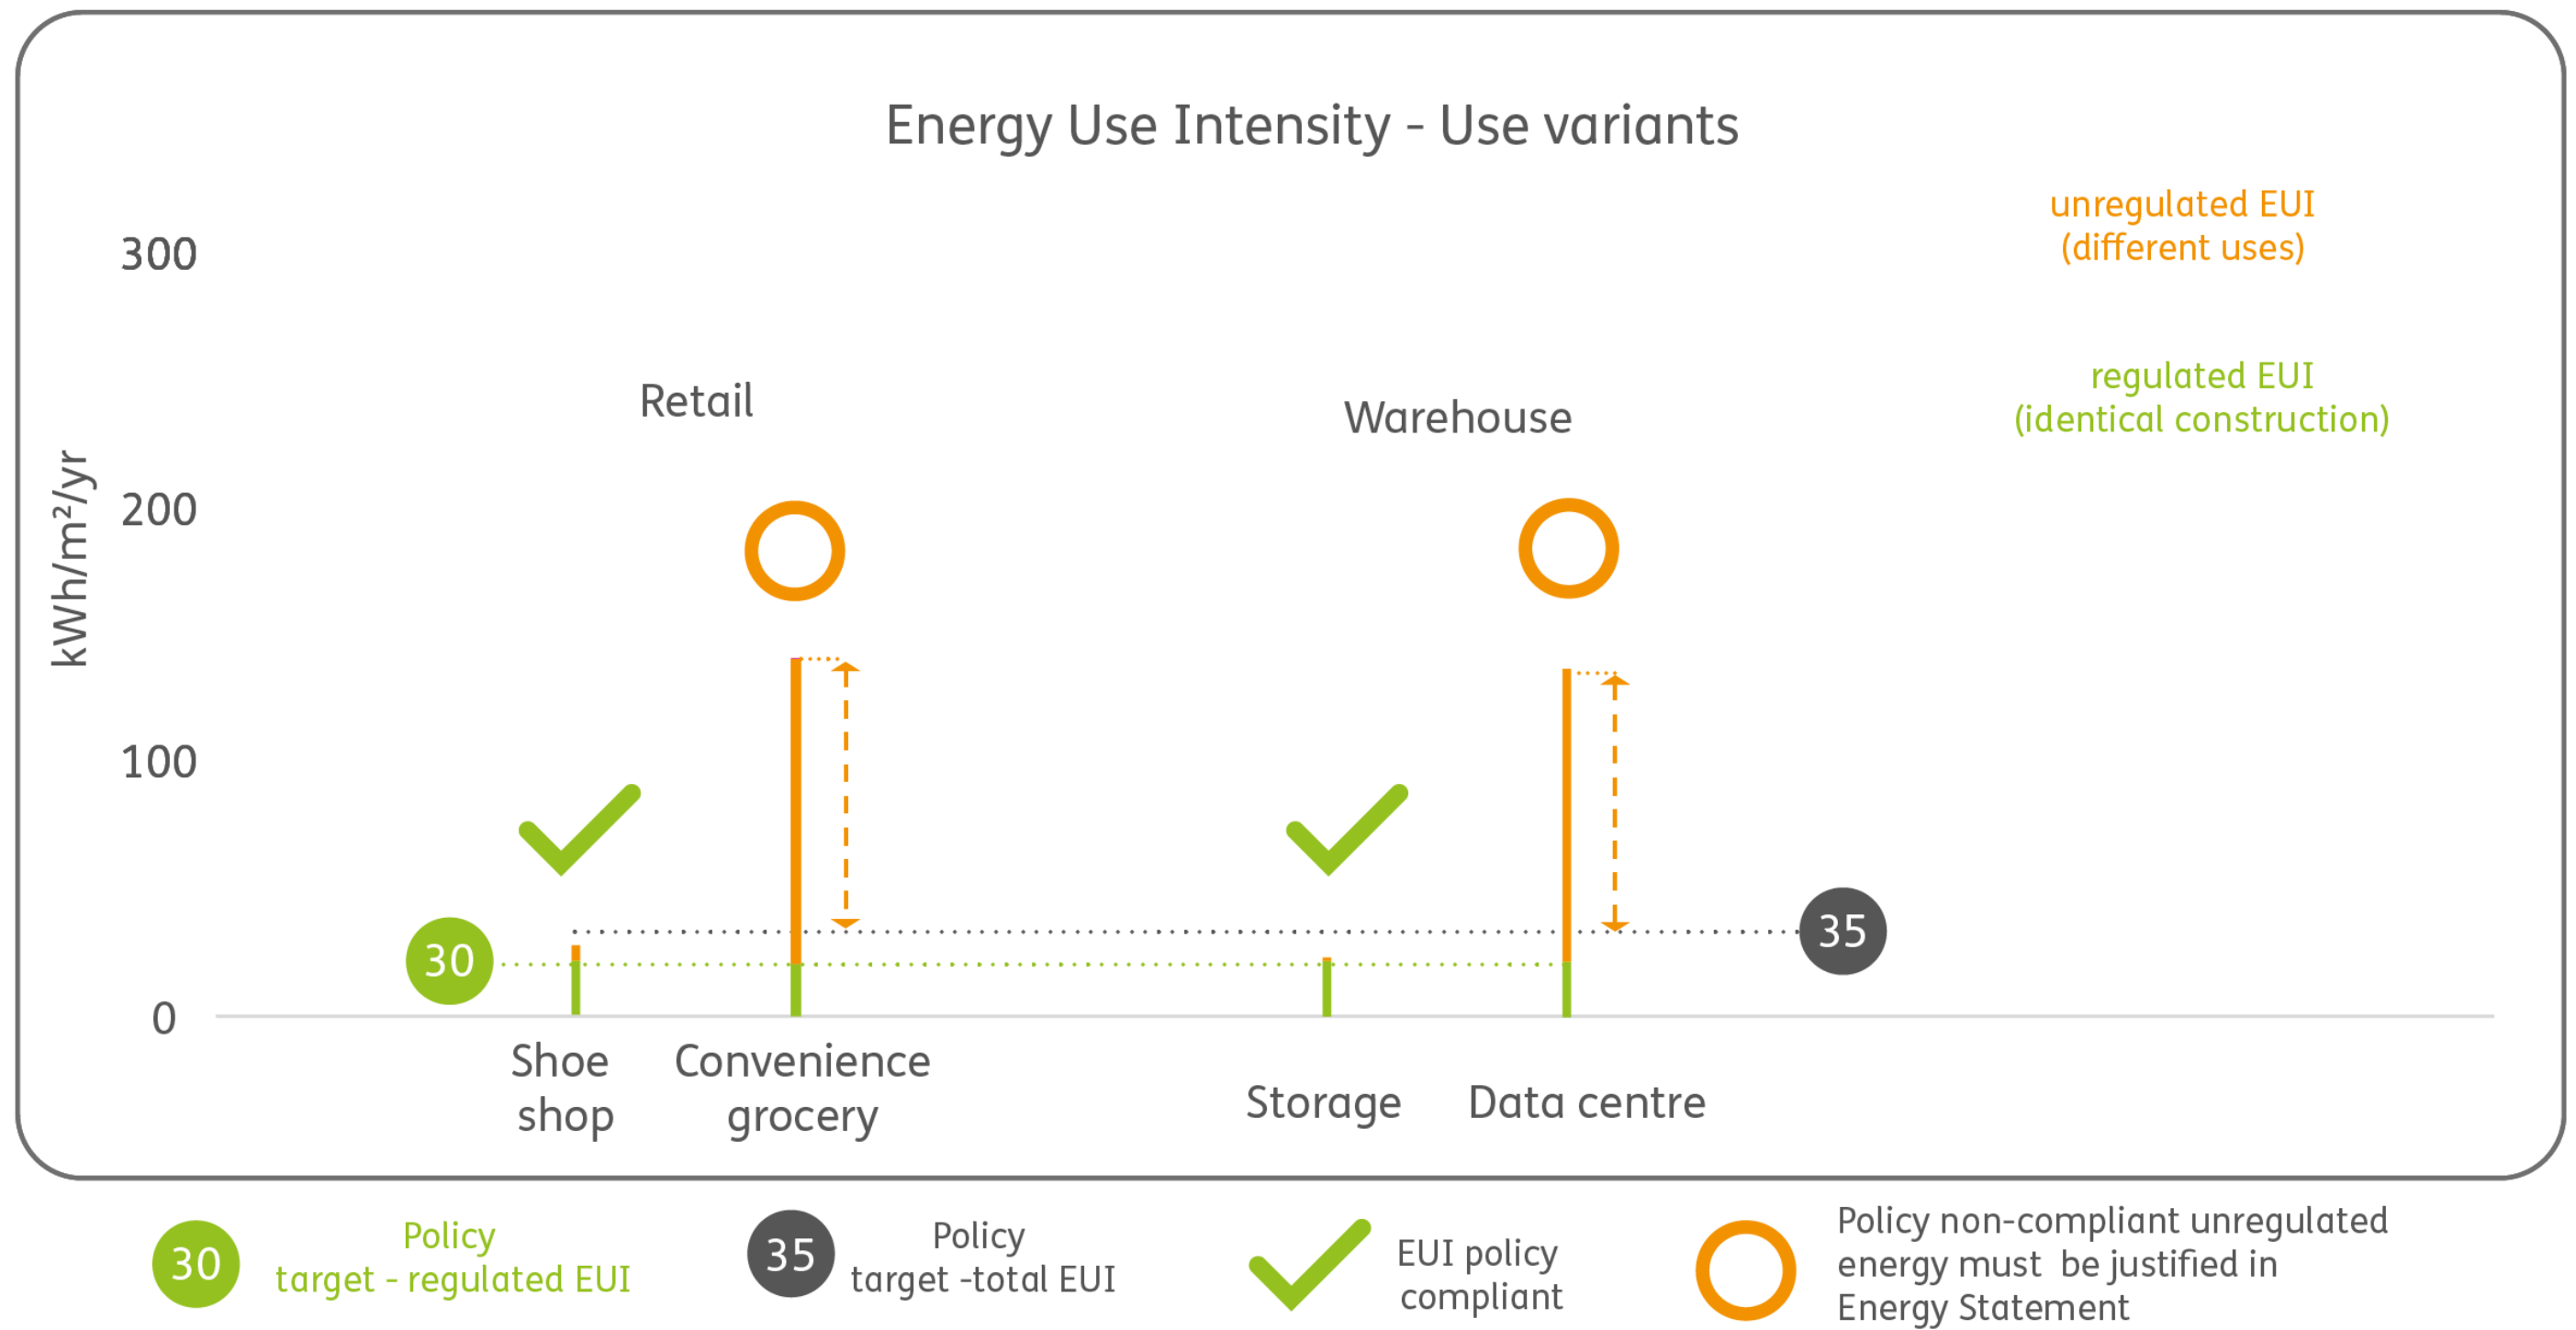 Energy Use Intensity - Use variants
unregulated EUI
(different uses)
300
regulated EUI
(identical construction)
Retail
Warehouse
kWh/m²/yr
200
100
35
30
0
Shoe
shop
Convenience
grocery
Storage
Data centre
30
Policy
target - regulated EUI
35
Policy
target -total EUI
EUI policy
compliant
Policy non-compliant unregulated
energy must  be justified in
Energy Statement